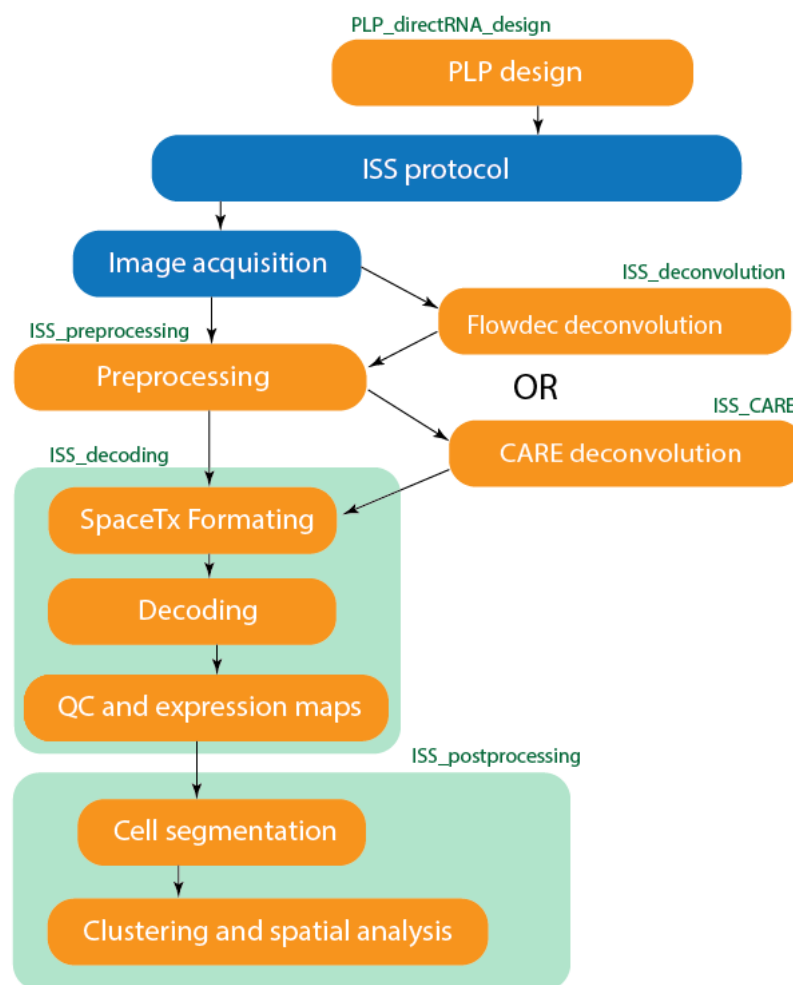 PLP_directRNA_design
PLP design
ISS protocol
Image acquisition
ISS_deconvolution
Flowdec deconvolution
ISS_preprocessing
Preprocessing
OR
ISS_CARE
CARE deconvolution
ISS_decoding
SpaceTx Formating
Decoding
QC and expression maps
ISS_postprocessing
Cell segmentation
Clustering and spatial analysis